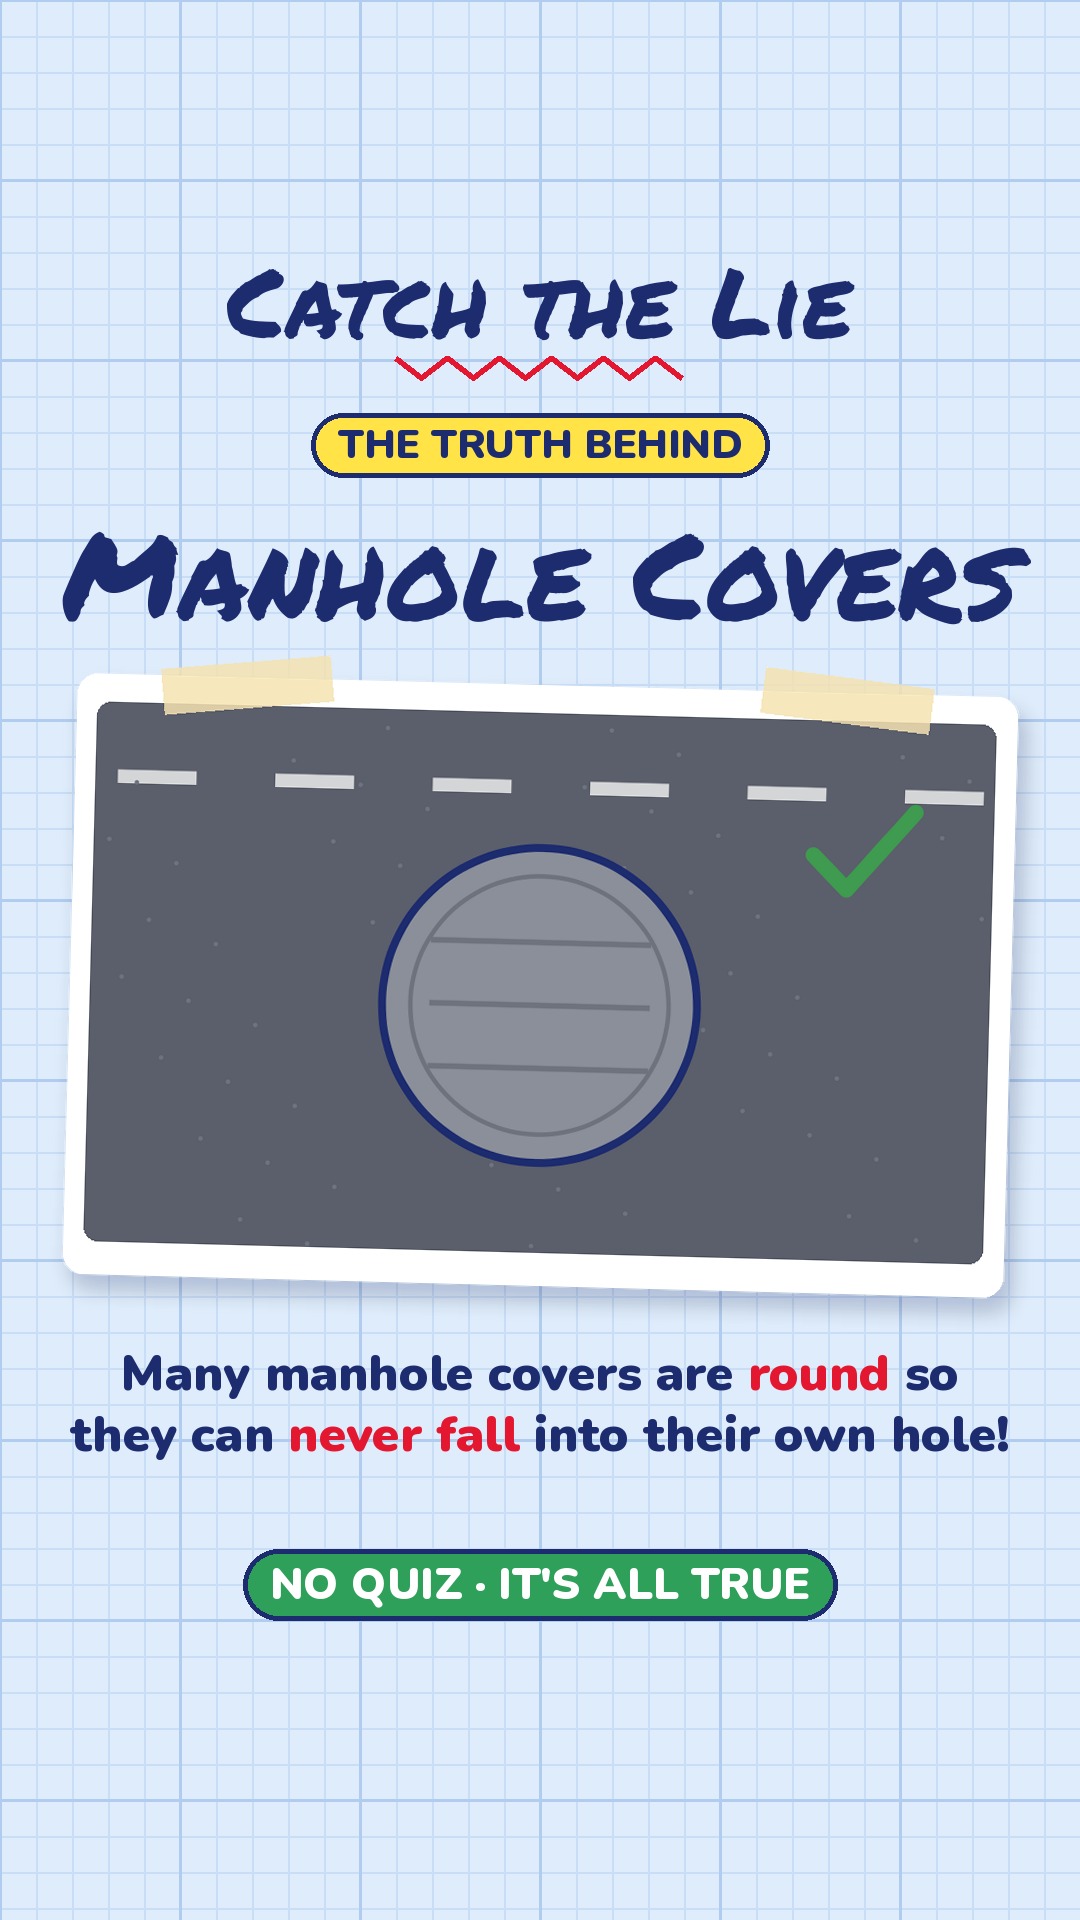 Catch the Lie
THE TRUTH BEHIND
Manhole Covers
Many manhole covers are round so
they can never fall into their own hole!
NO QUIZ · IT'S ALL TRUE